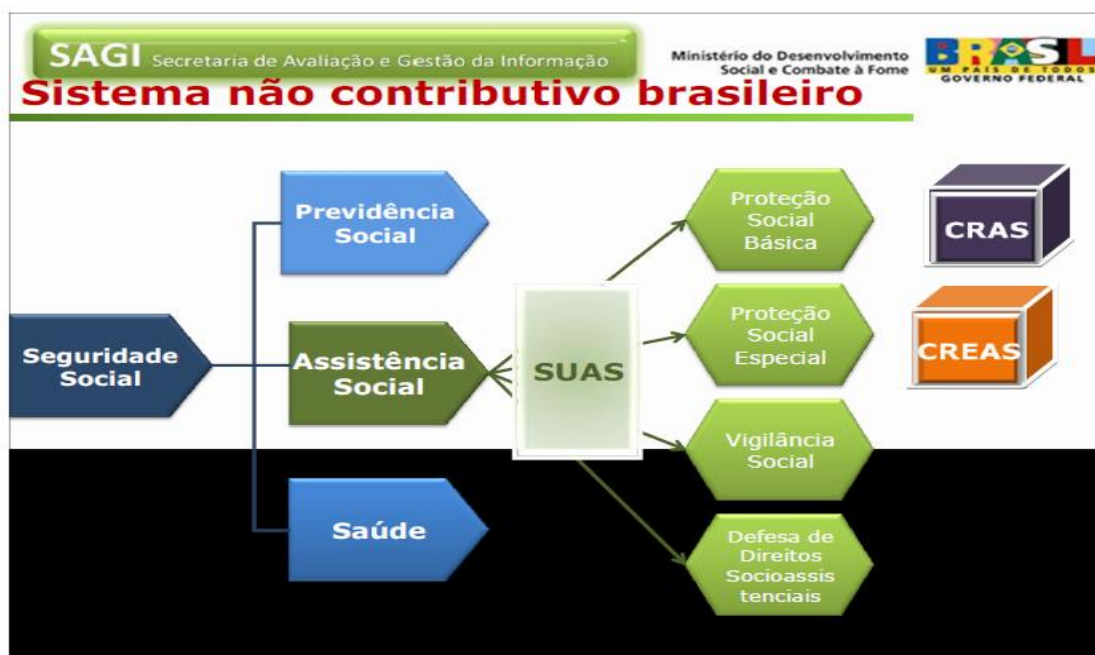 SAGI Secretaria de Avaliação e Gestão da Informação
Ministério do Desenvolvimento
Social e Combate à Fome
BRASIL
UM PAÍS DE TODOS
GOVERNO FEDERAL
Sistema não contributivo brasileiro
Seguridade
Social
Previdência
Social
Assistência
Social
Saúde
SUAS
Proteção
Social
Básica
CRAS
Proteção
Social
Especial
CREAS
Vigilância
Social
Defesa de
Direitos
Socioassis
tenciais